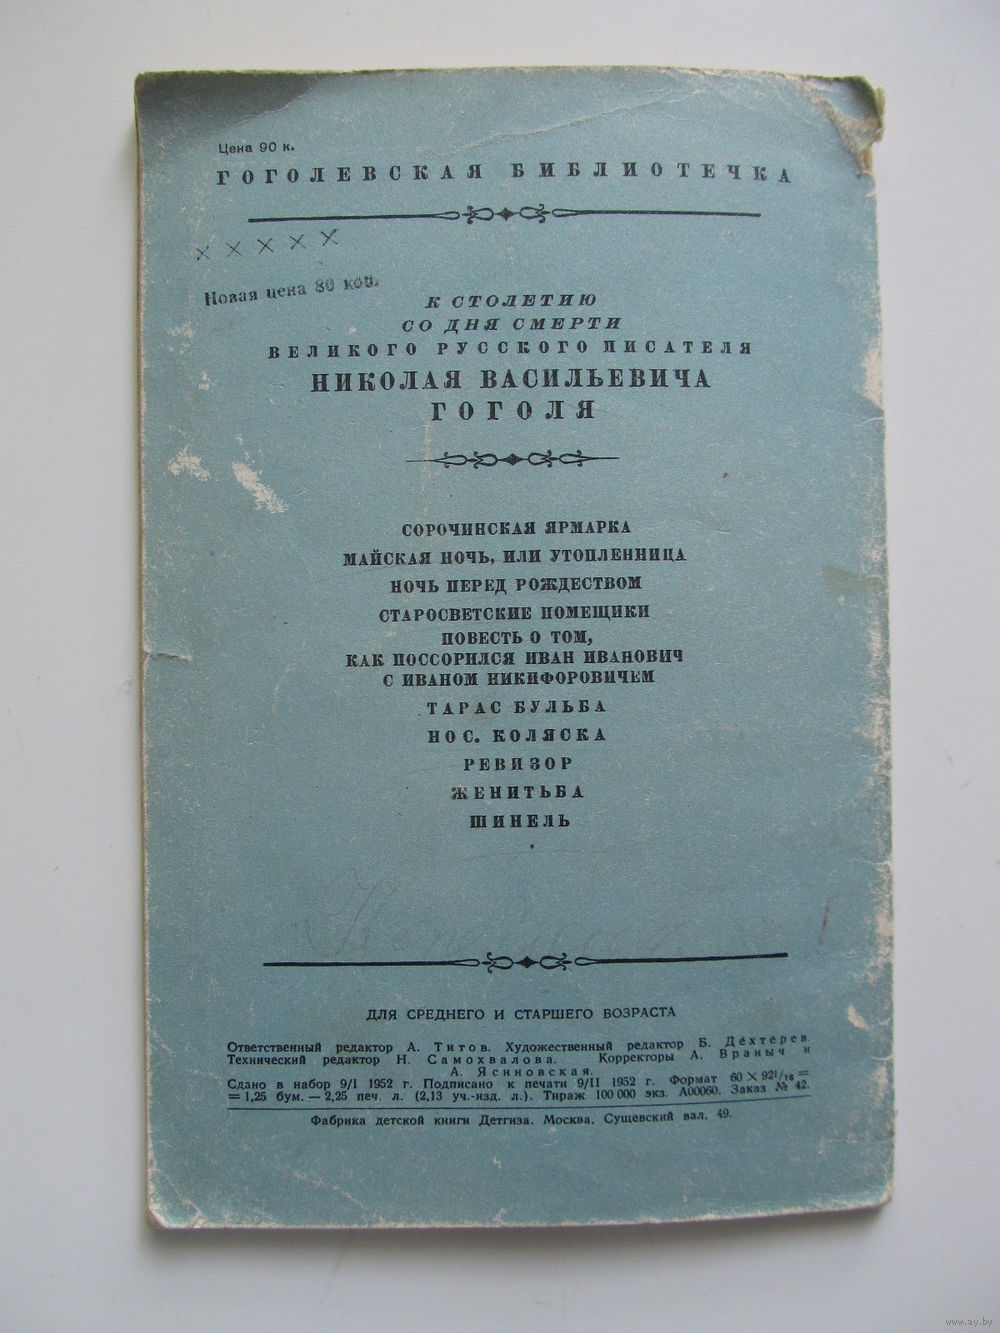 Цена 90 к.
ГОГОЛЕВСКАЯ БИБЛИОТЕЧКА
× × × × ×
Новая цена 80 коп.
К СТОЛЕТИЮ
СО ДНЯ СМЕРТИ
ВЕЛИКОГО РУССКОГО ПИСАТЕЛЯ
НИКОЛАЯ ВАСИЛЬЕВИЧА
ГОГОЛЯ
СОРОЧИНСКАЯ ЯРМАРКА
МАЙСКАЯ НОЧЬ, ИЛИ УТОПЛЕННИЦА
НОЧЬ ПЕРЕД РОЖДЕСТВОМ
СТАРОСВЕТСКИЕ ПОМЕЩИКИ
ПОВЕСТЬ О ТОМ,
КАК ПОССОРИЛСЯ ИВАН ИВАНОВИЧ
С ИВАНОМ НИКИФОРОВИЧЕМ
ТАРАС БУЛЬБА
НОС. КОЛЯСКА
РЕВИЗОР
ЖЕНИТЬБА
ШИНЕЛЬ
ДЛЯ СРЕДНЕГО И СТАРШЕГО ВОЗРАСТА
Ответственный редактор А. Титов. Художественный редактор Б. Дехтерев.
Технический редактор Н. Самохвалова. Корректоры А. Враныч и
А. Ясиновская.
Сдано в набор 9/I 1952 г. Подписано к печати 9/II 1952 г. Формат 60 × 92¹/₁₆ =
= 1,25 бум. — 2,25 печ. л. (2,13 уч.-изд. л.). Тираж 100 000 экз. А00060. Заказ № 42.
Фабрика детской книги Детгиза. Москва, Сущевский вал, 49.
www.ay.by